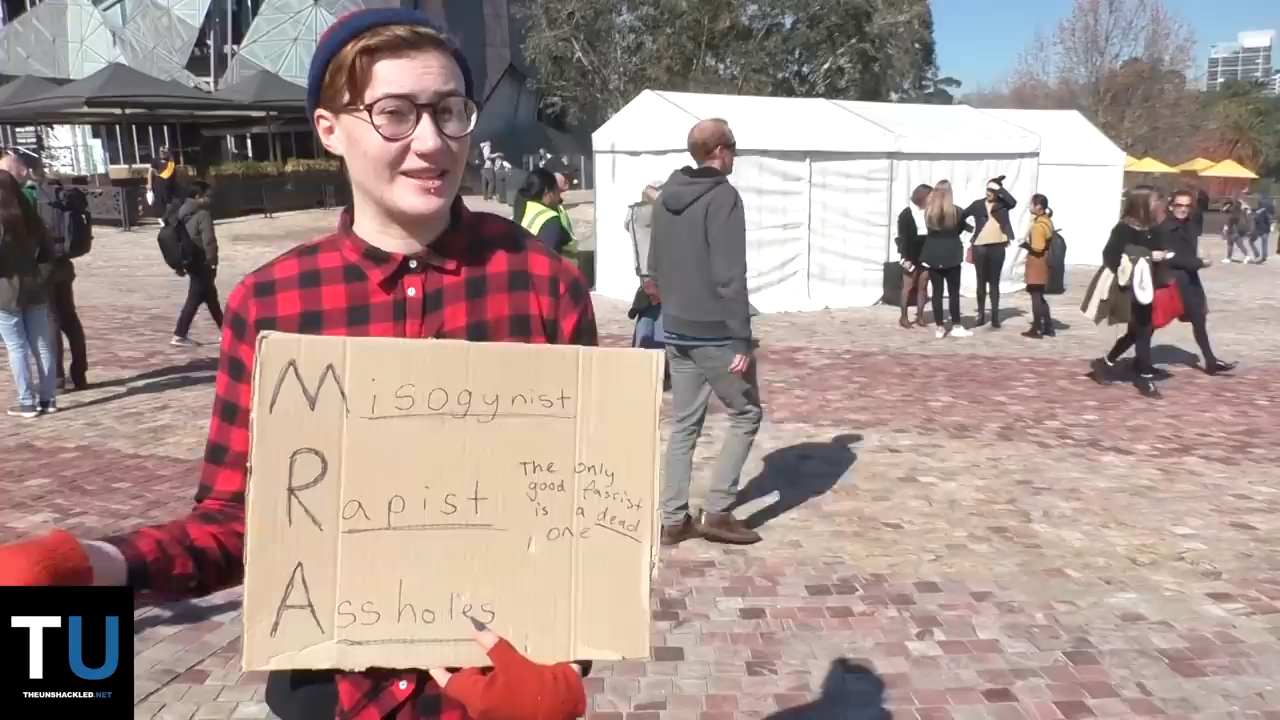 Misogynist
Rapist
The only
good fascist
is a dead
one
Assholes
TU
THEUNSHACKLED.NET